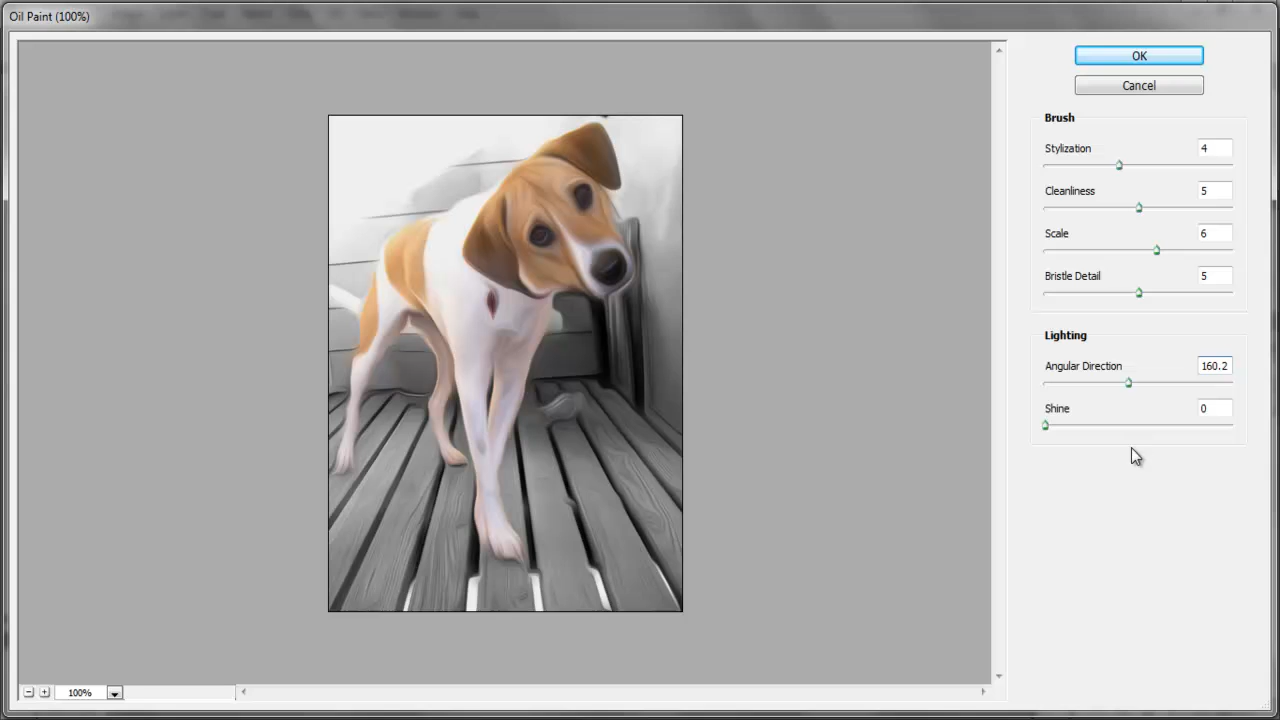 Oil Paint (100%)
OK
Cancel
Brush
Stylization 4
Cleanliness 5
Scale 6
Bristle Detail 5
Lighting
Angular Direction 160.2
Shine 0
100%